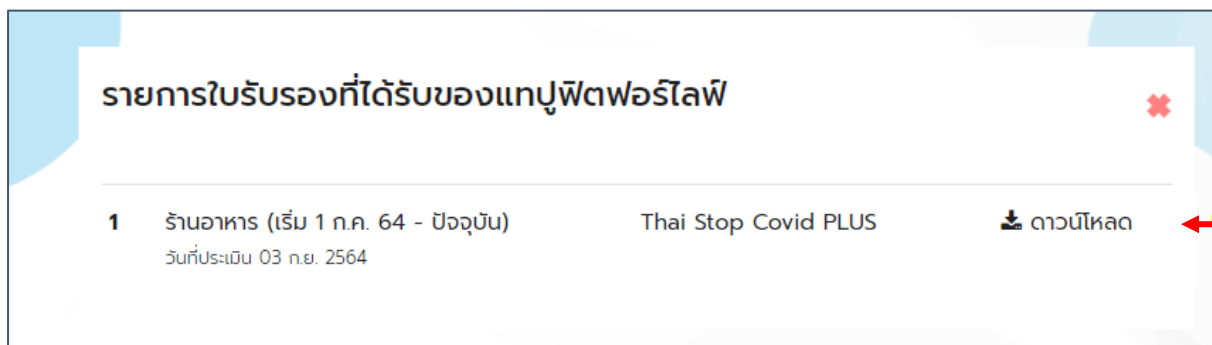 รายการใบรับรองที่ได้รับของแทปูฟิตฟอร์ไลฟ์
1 ร้านอาหาร (เริ่ม 1 ก.ค. 64 - ปัจจุบัน) Thai Stop Covid PLUS ดาวน์โหลด
วันที่ประเมิน 03 ก.ย. 2564